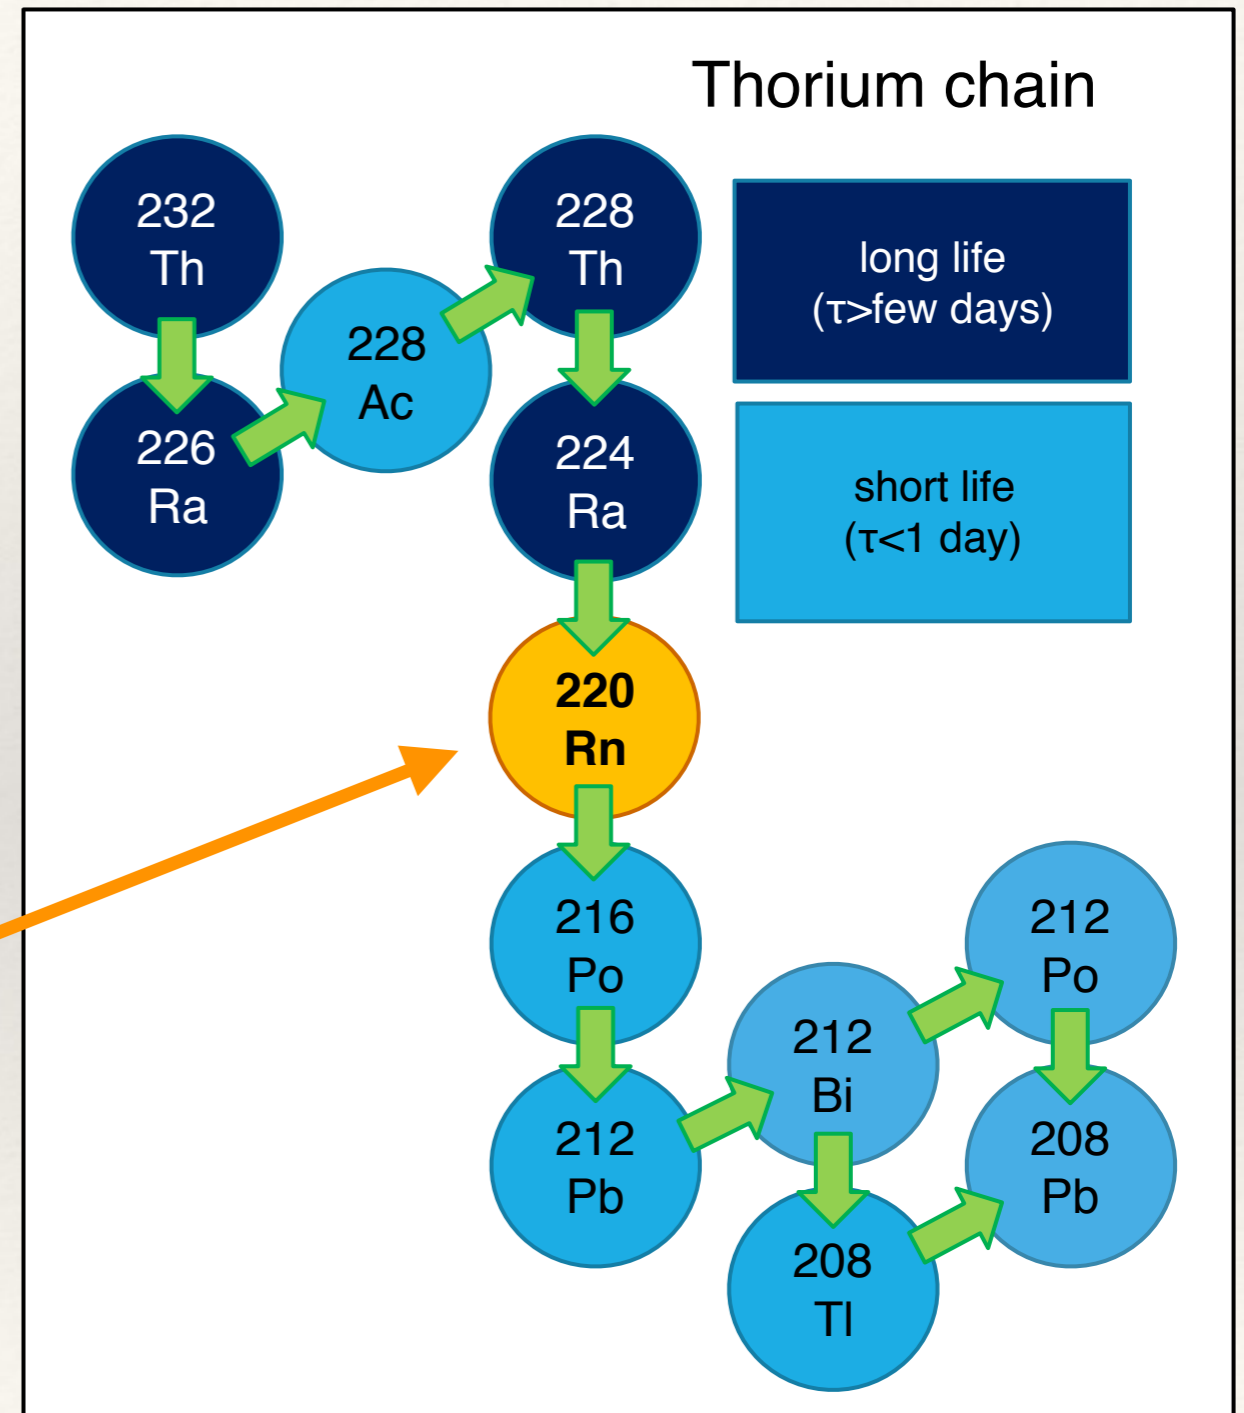 Thorium chain
232
Th
228
Th
long life
(τ>few days)
228
Ac
226
Ra
224
Ra
short life
(τ<1 day)
220
Rn
216
Po
212
Po
212
Bi
212
Pb
208
Pb
208
Tl